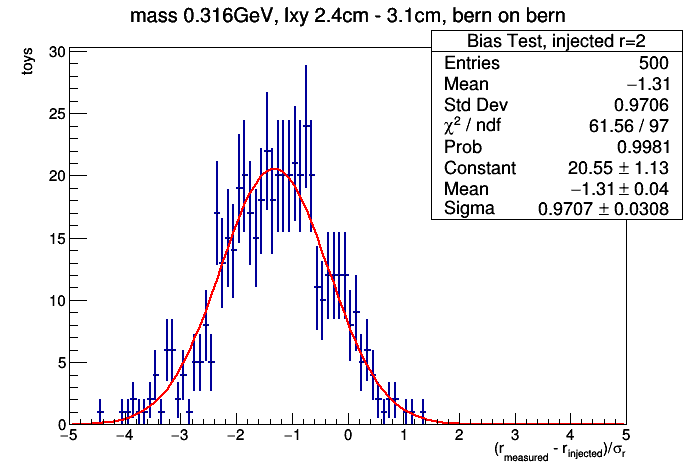 mass 0.316GeV, lxy 2.4cm - 3.1cm, bern on bern
Bias Test, injected r=2
Entries 500
Mean −1.31
Std Dev 0.9706
χ² / ndf 61.56 / 97
Prob 0.9981
Constant 20.55 ± 1.13
Mean −1.31 ± 0.04
Sigma 0.9707 ± 0.0308
toys
30
25
20
15
10
5
0
−5 −4 −3 −2 −1 0 1 2 3 4 5
(r_measured - r_injected)/σ_r